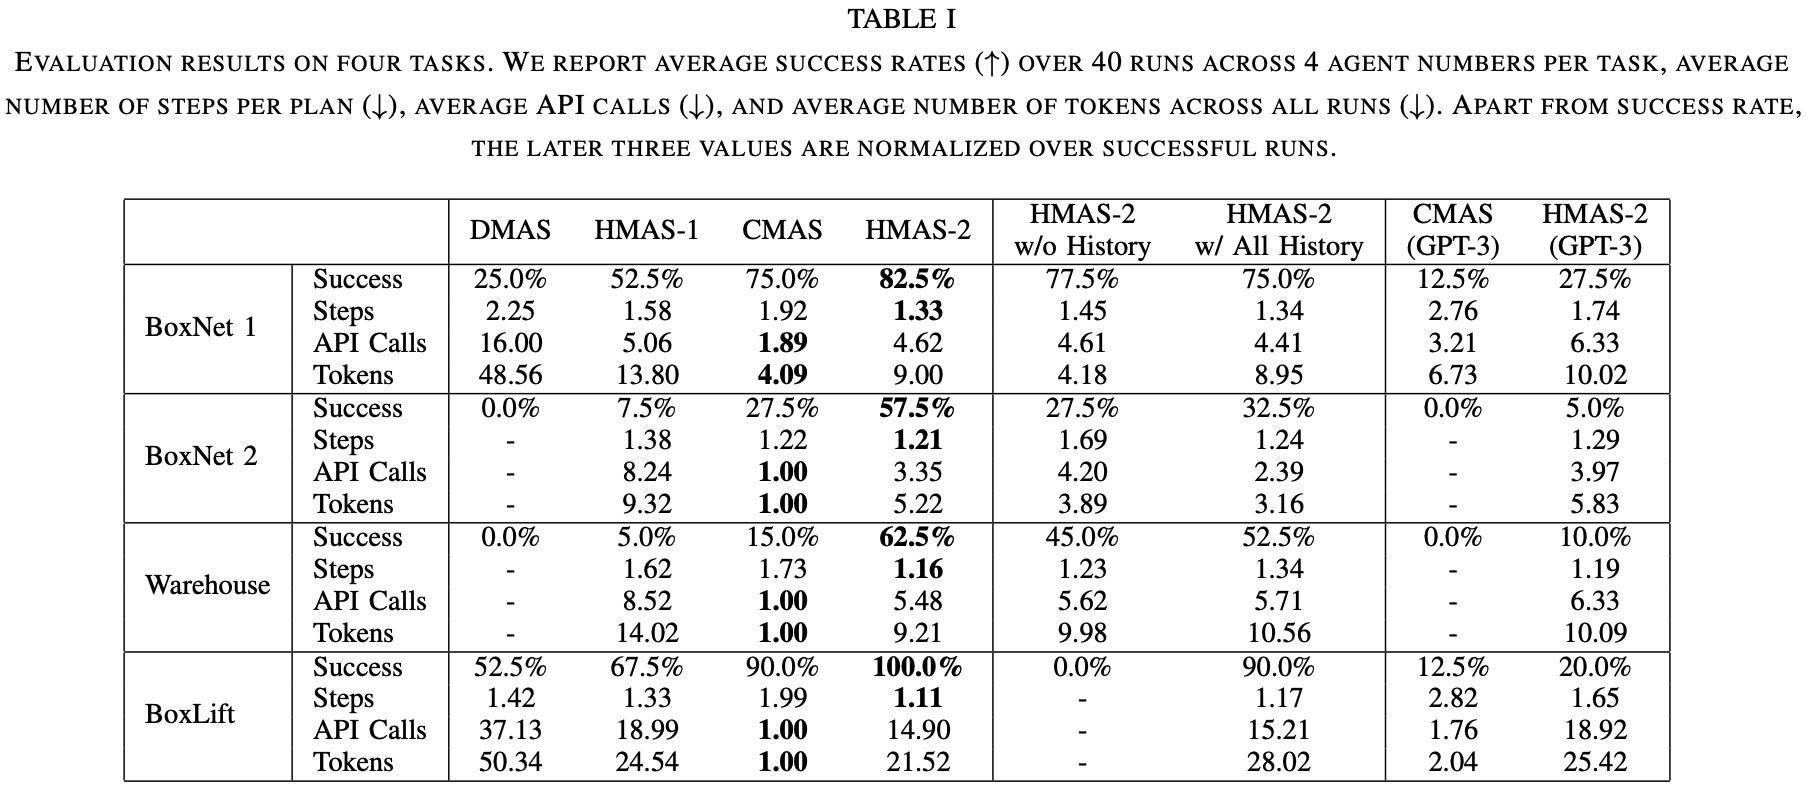 TABLE I
EVALUATION RESULTS ON FOUR TASKS. WE REPORT AVERAGE SUCCESS RATES (↑) OVER 40 RUNS ACROSS 4 AGENT NUMBERS PER TASK, AVERAGE
NUMBER OF STEPS PER PLAN (↓), AVERAGE API CALLS (↓), AND AVERAGE NUMBER OF TOKENS ACROSS ALL RUNS (↓). APART FROM SUCCESS RATE,
THE LATER THREE VALUES ARE NORMALIZED OVER SUCCESSFUL RUNS.
DMAS HMAS-1 CMAS HMAS-2 HMAS-2 w/o History HMAS-2 w/ All History CMAS (GPT-3) HMAS-2 (GPT-3)
BoxNet 1
Success 25.0% 52.5% 75.0% 82.5% 77.5% 75.0% 12.5% 27.5%
Steps 2.25 1.58 1.92 1.33 1.45 1.34 2.76 1.74
API Calls 16.00 5.06 1.89 4.62 4.61 4.41 3.21 6.33
Tokens 48.56 13.80 4.09 9.00 4.18 8.95 6.73 10.02
BoxNet 2
Success 0.0% 7.5% 27.5% 57.5% 27.5% 32.5% 0.0% 5.0%
Steps - 1.38 1.22 1.21 1.69 1.24 - 1.29
API Calls - 8.24 1.00 3.35 4.20 2.39 - 3.97
Tokens - 9.32 1.00 5.22 3.89 3.16 - 5.83
Warehouse
Success 0.0% 5.0% 15.0% 62.5% 45.0% 52.5% 0.0% 10.0%
Steps - 1.62 1.73 1.16 1.23 1.34 - 1.19
API Calls - 8.52 1.00 5.48 5.62 5.71 - 6.33
Tokens - 14.02 1.00 9.21 9.98 10.56 - 10.09
BoxLift
Success 52.5% 67.5% 90.0% 100.0% 0.0% 90.0% 12.5% 20.0%
Steps 1.42 1.33 1.99 1.11 - 1.17 2.82 1.65
API Calls 37.13 18.99 1.00 14.90 - 15.21 1.76 18.92
Tokens 50.34 24.54 1.00 21.52 - 28.02 2.04 25.42